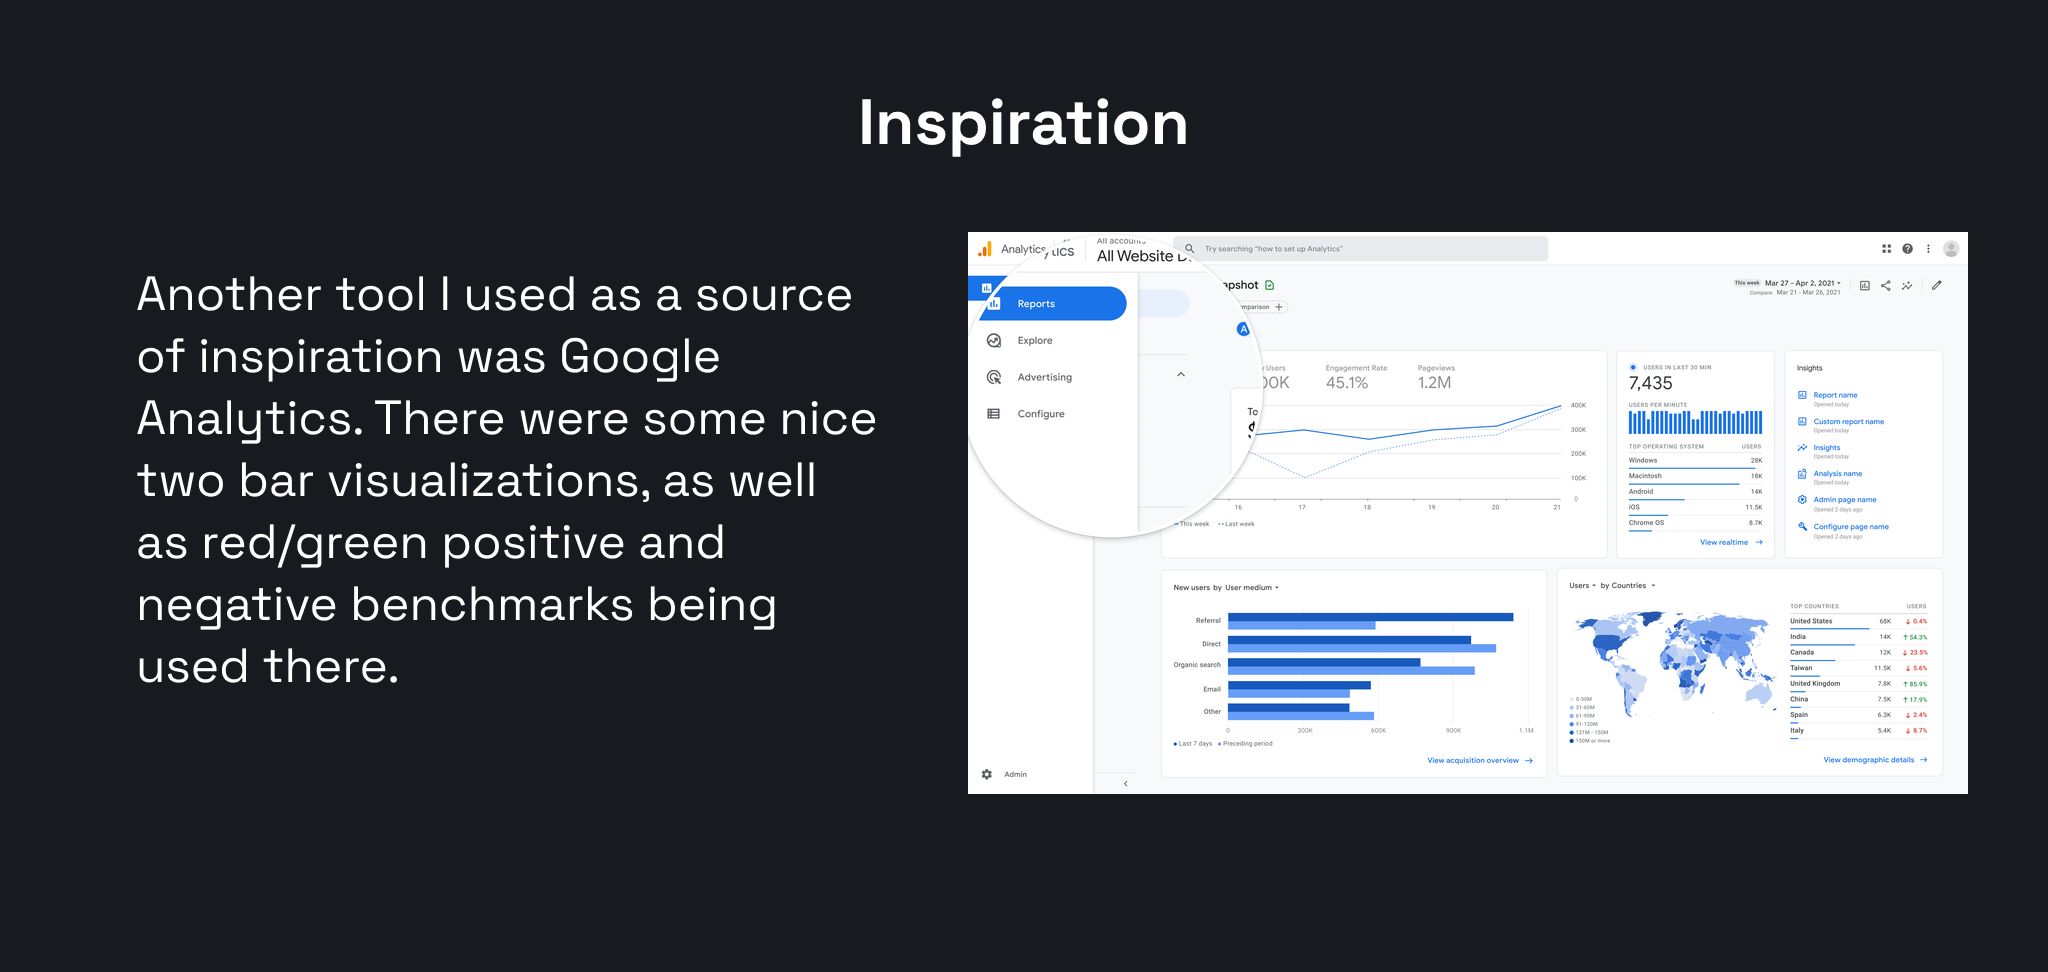 Inspiration
Another tool I used as a source
of inspiration was Google
Analytics. There were some nice
two bar visualizations, as well
as red/green positive and
negative benchmarks being
used there.
Analytics
All accounts
All Website
Try searching "how to set up Analytics"
Reports
Explore
Advertising
Configure
Admin
This week Mar 27 - Apr 2, 2021
Compare: Mar 21 - Mar 26, 2021
Users Engagement Rate Pageviews
45.1% 1.2M
400K
300K
200K
100K
0
16 17 18 19 20 21
This week Last week
USERS IN LAST 30 MIN
7,435
USERS PER MINUTE
TOP OPERATING SYSTEM USERS
Windows 28K
Macintosh 18K
Android 14K
iOS 11.5K
Chrome OS 8.7K
View realtime
Insights
Report name
Opened today
Custom report name
Opened today
Insights
Opened today
Analysis name
Opened today
Admin page name
Opened 2 days ago
Configure page name
Opened 2 days ago
New users by User medium
Referral
Direct
Organic search
Email
Other
0 300K 600K 900K 1.1M
Last 7 days Preceding period
View acquisition overview
Users by Countries
0-30M
31-60M
61-90M
91-120M
121M - 150M
150M or more
TOP COUNTRIES USERS
United States 68K ↓ 0.4%
India 14K ↑ 54.3%
Canada 12K ↓ 23.5%
Taiwan 11.5K ↓ 5.6%
United Kingdom 7.8K ↑ 85.9%
China 7.5K ↑ 17.9%
Spain 6.3K ↓ 2.4%
Italy 5.4K ↓ 8.7%
View demographic details